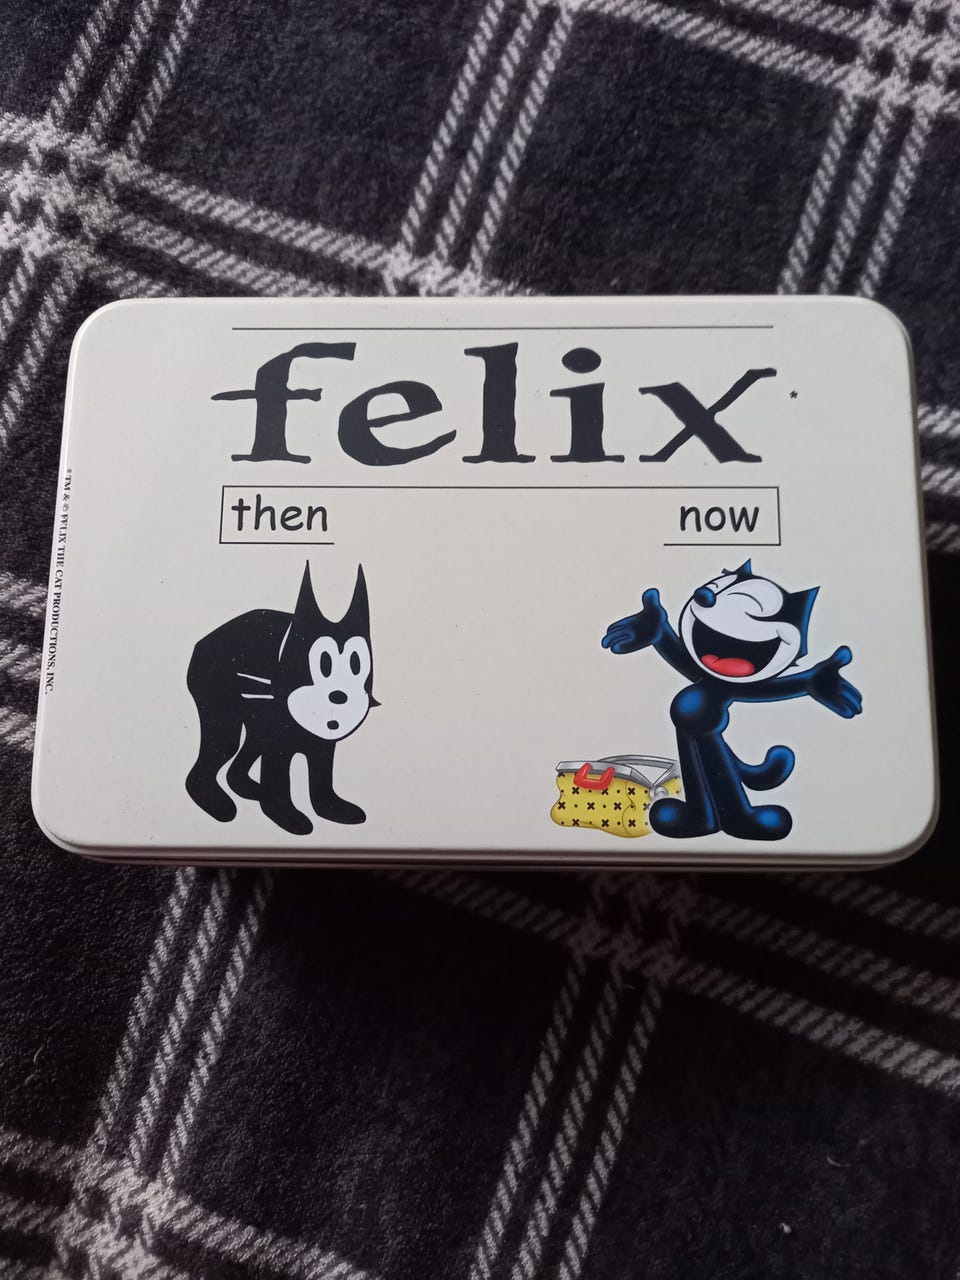 felix*
then
now
*TM & © FELIX THE CAT PRODUCTIONS, INC.